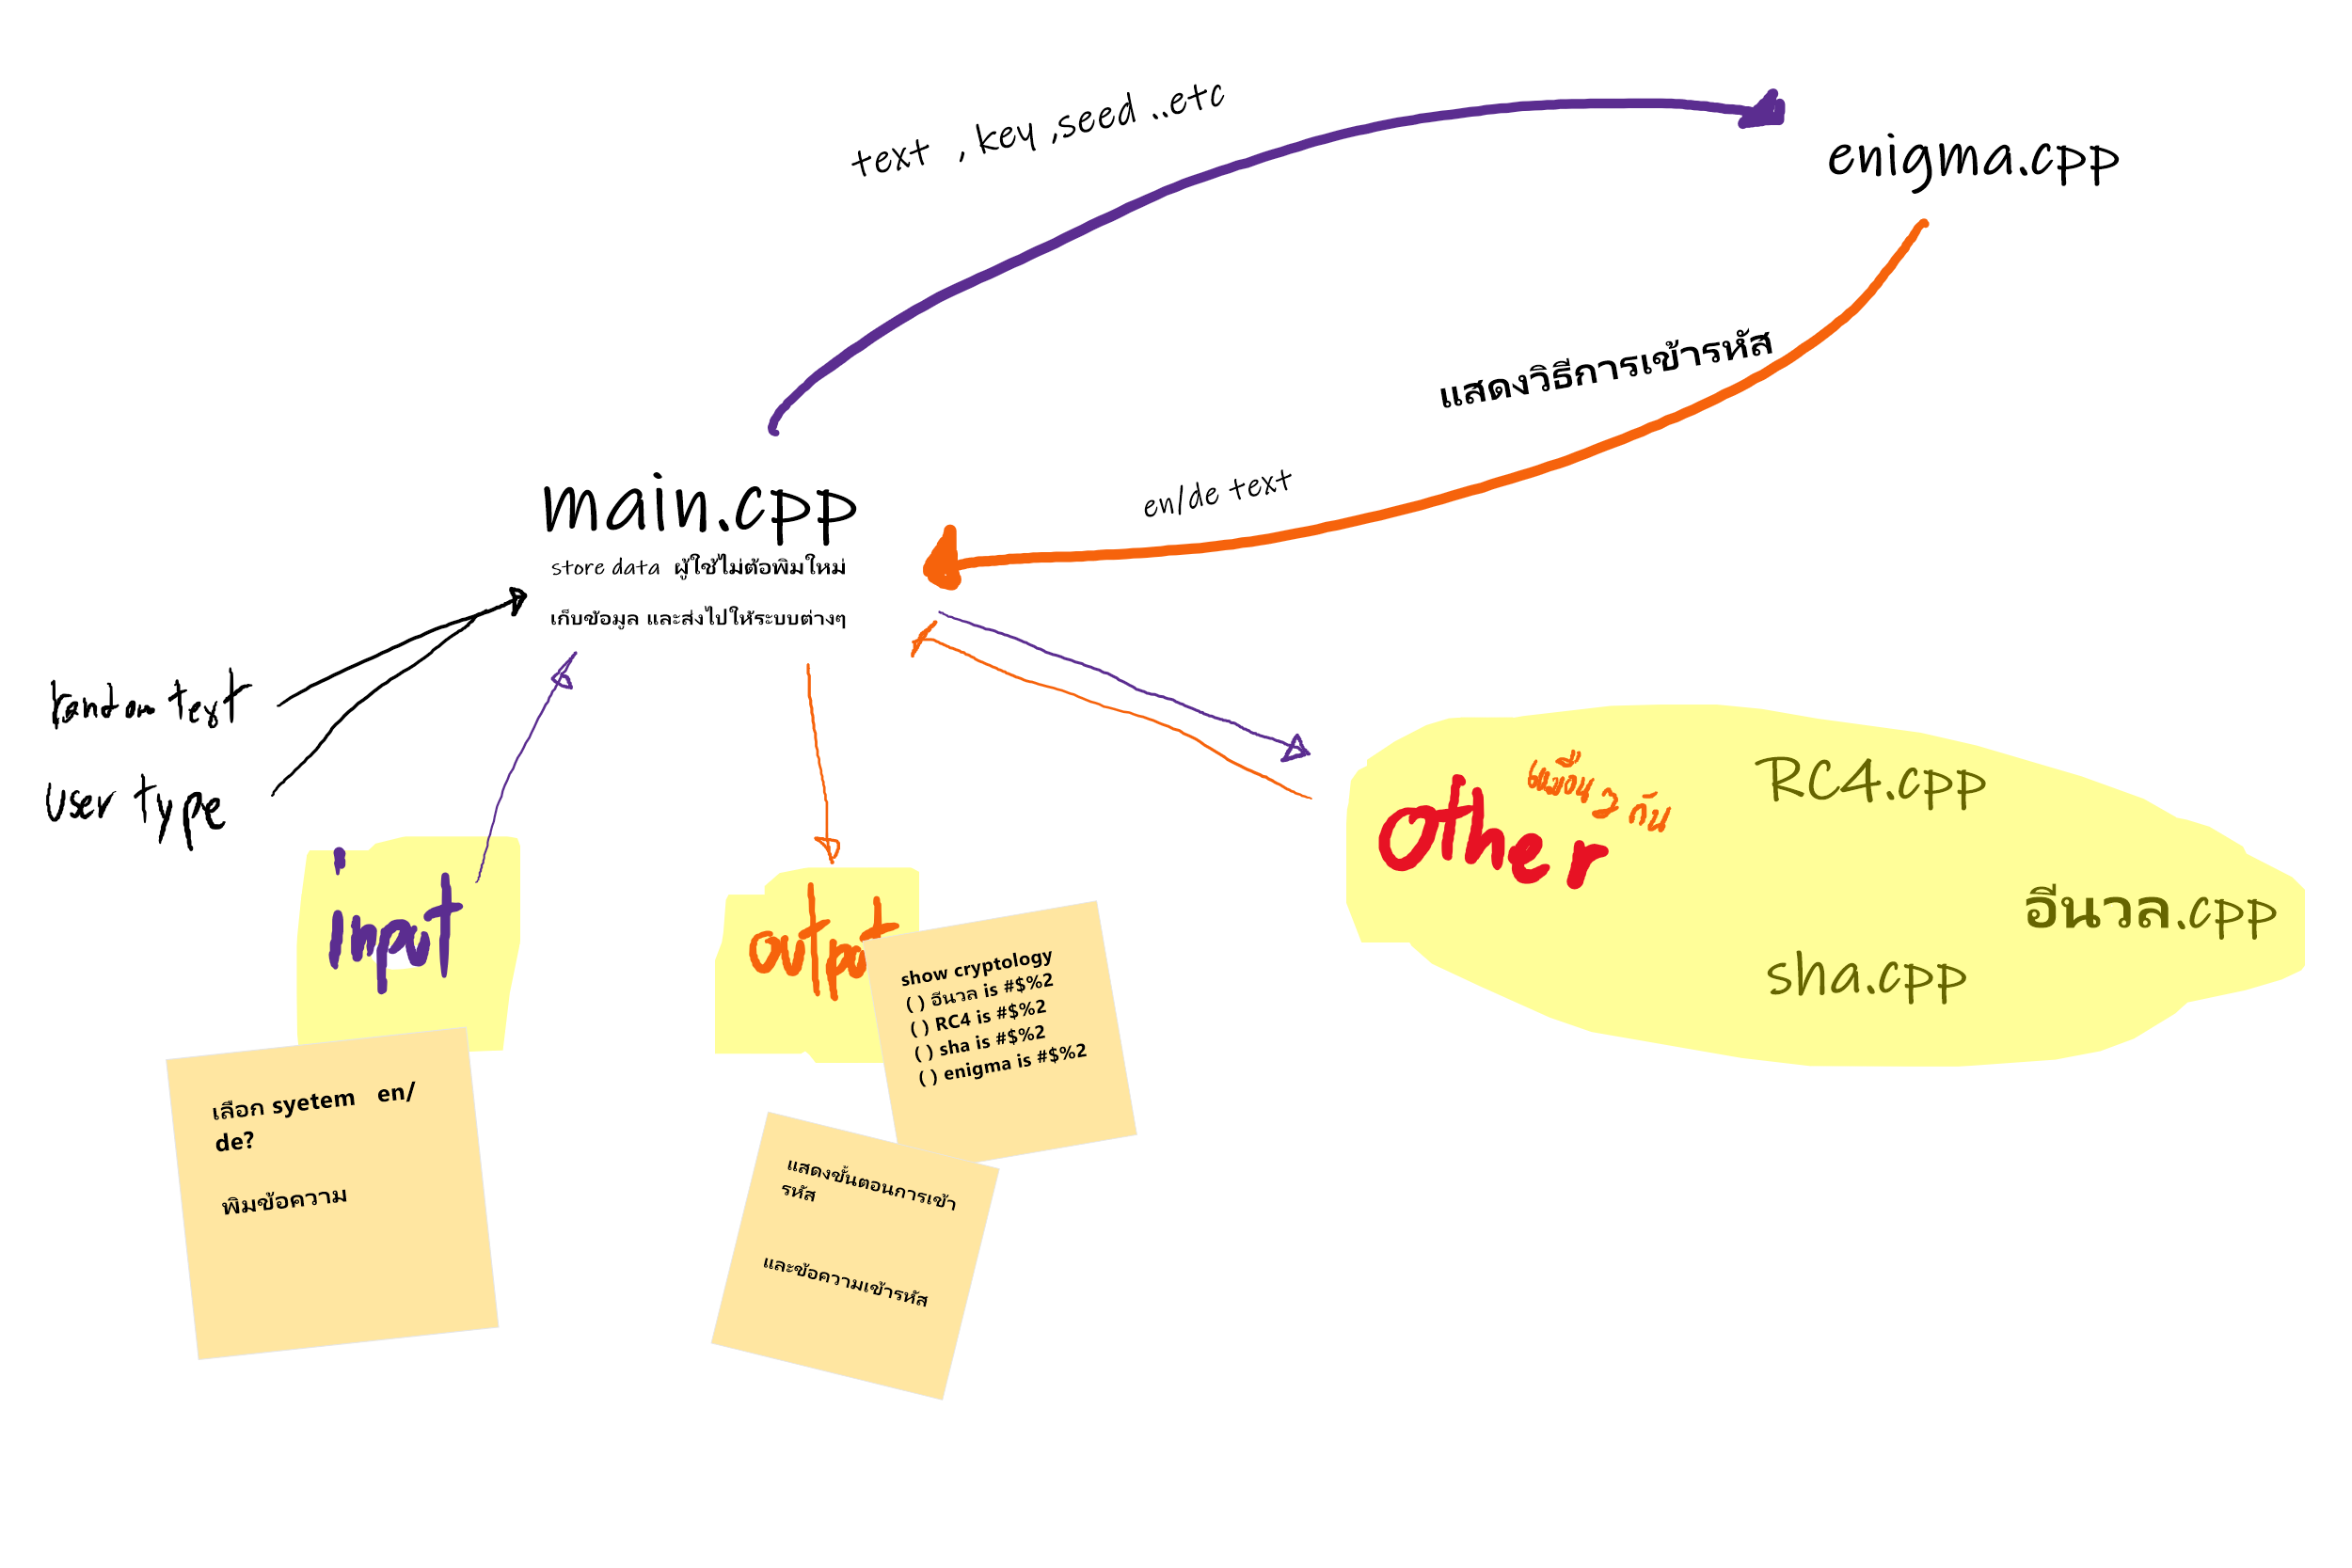 text , key ,seed ..etc
enigma.cpp
แสดงวิธีการเข้ารหัส
en/de text
main.cpp
store data ผู้ใช้ไม่ต้อพิมใหม่
เก็บข้อมูล และส่งไปให้ระบบต่างๆ
random text
user type
input
output
other
เหมือน ๆ กัน
RC4.cpp
อีนวล.cpp
sha.cpp
show cryptology
( ) อีนวล is #$%2
( ) RC4 is #$%2
( ) sha is #$%2
( ) enigma is #$%2
เลือก syetem en/
de?
พิมข้อความ
แสดงขั้นตอนการเข้า
รหัส
และข้อความเข้ารหัส